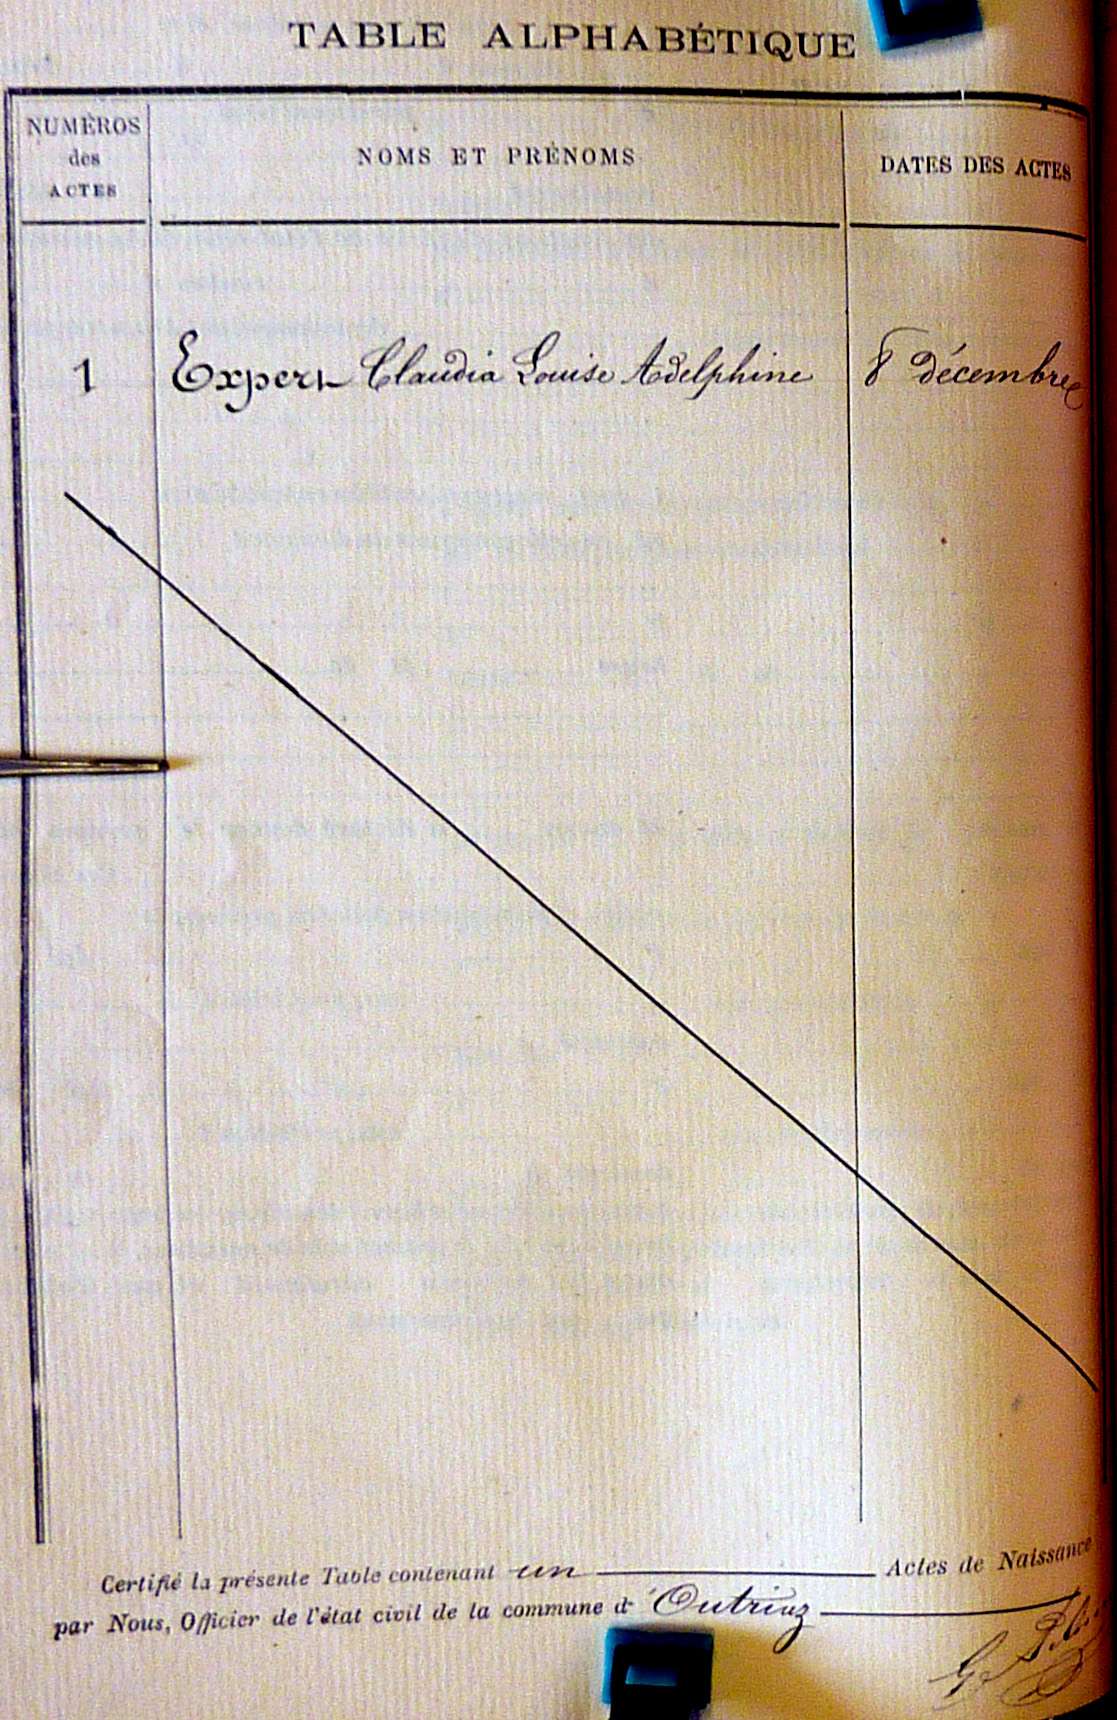 TABLE ALPHABÉTIQUE
NUMÉROS
des
ACTES
NOMS ET PRÉNOMS
DATES DES ACTES
1 Expert Claudia Louise Adelphine 8 décembre
Certifié la présente Table contenant un Actes de Naissance
par Nous, Officier de l'état civil de la commune d' Outriaz